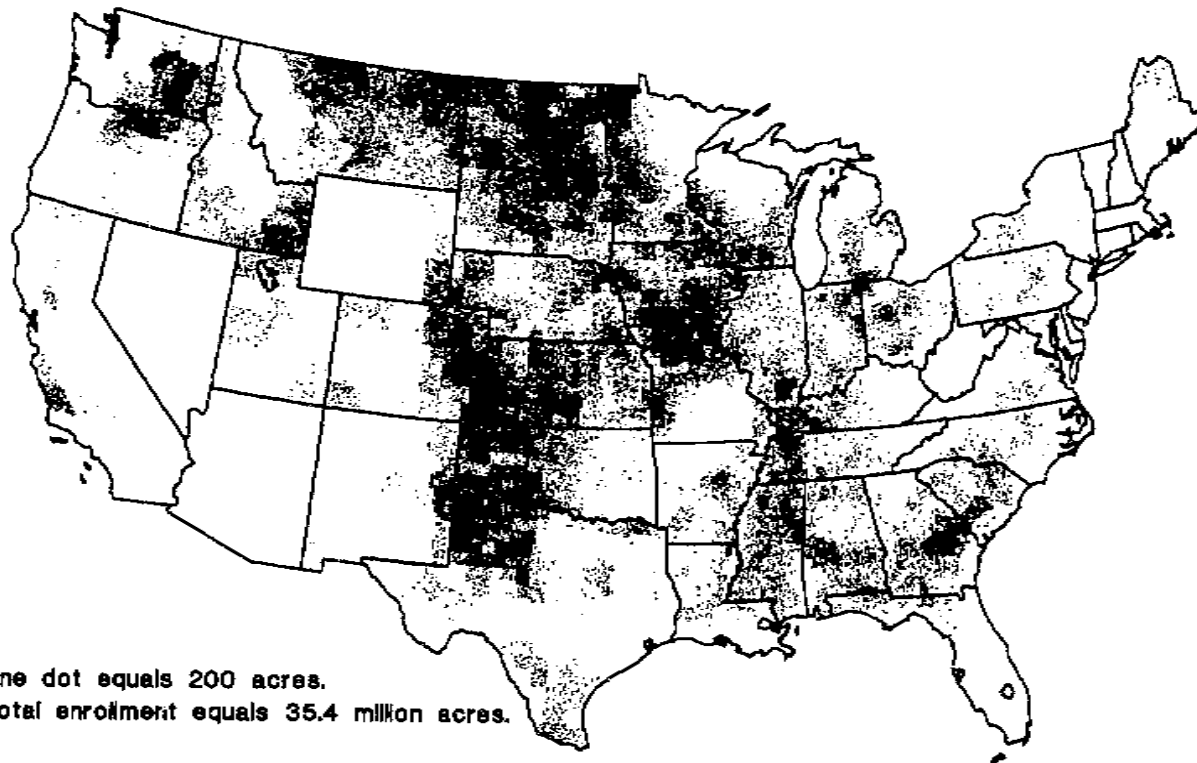 ne dot equals 200 acres.
otal enrollment equals 35.4 million acres.